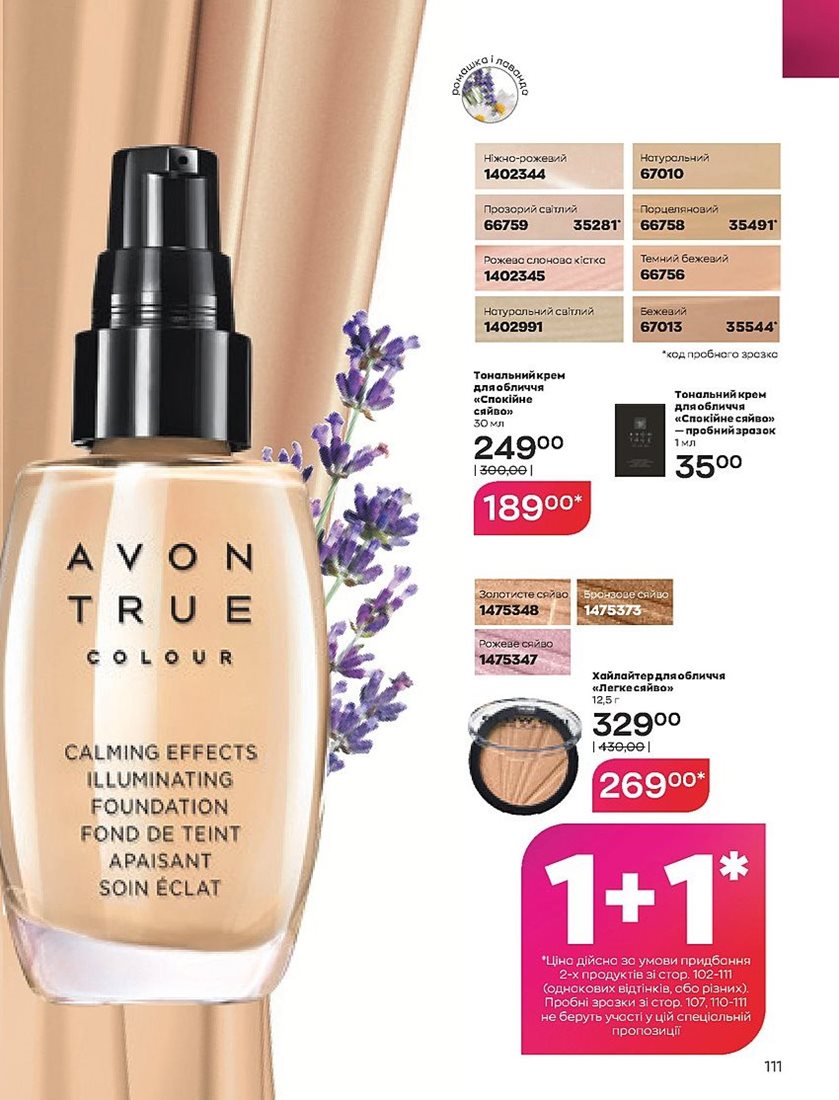 ромашка і лаванда
Ніжно-рожевий
1402344
Натуральний
67010
Прозорий світлий
66759 35281*
Порцеляновий
66758 35491*
Рожева слонова кістка
1402345
Темний бежевий
66756
Натуральний світлий
1402991
Бежевий
67013 35544*
*код пробного зразка
Тональний крем
для обличчя
«Спокійне
сяйво»
30 мл
249⁰⁰
| 300,00 |
189⁰⁰*
Тональний крем
для обличчя
«Спокійне сяйво»
— пробний зразок
1 мл
35⁰⁰
AVON
TRUE
AVON
TRUE
COLOUR
CALMING EFFECTS
ILLUMINATING
FOUNDATION
FOND DE TEINT
APAISANT
SOIN ÉCLAT
Золотисте сяйво
1475348
Бронзове сяйво
1475373
Рожеве сяйво
1475347
Хайлайтер для обличчя
«Легке сяйво»
12,5 г
329⁰⁰
| 430,00 |
269⁰⁰*
1+1*
*Ціна дійсна за умови придбання
2-х продуктів зі стор. 102-111
(однакових відтінків, або різних).
Пробні зразки зі стор. 107, 110-111
не беруть участі у цій спеціальній
пропозиції
111